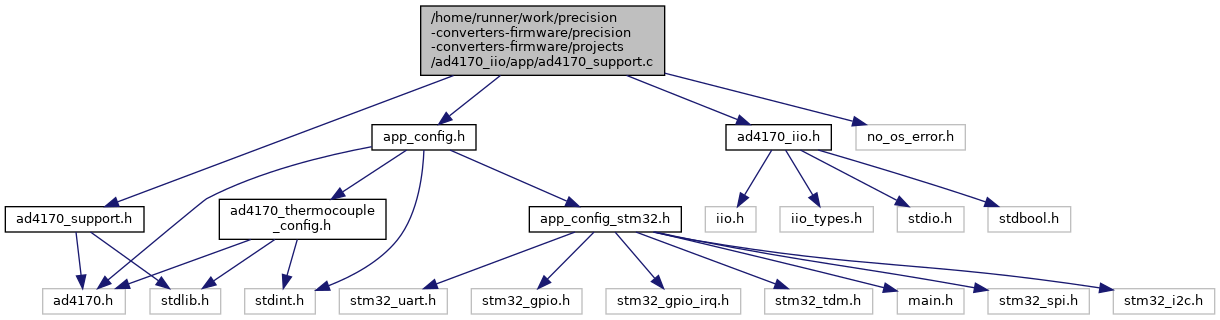 /home/runner/work/precision
-converters-firmware/precision
-converters-firmware/projects
/ad4170_iio/app/ad4170_support.c
app_config.h
ad4170_iio.h
no_os_error.h
ad4170_support.h
ad4170_thermocouple
_config.h
app_config_stm32.h
iio.h
iio_types.h
stdio.h
stdbool.h
ad4170.h
stdlib.h
stdint.h
stm32_uart.h
stm32_gpio.h
stm32_gpio_irq.h
stm32_tdm.h
main.h
stm32_spi.h
stm32_i2c.h